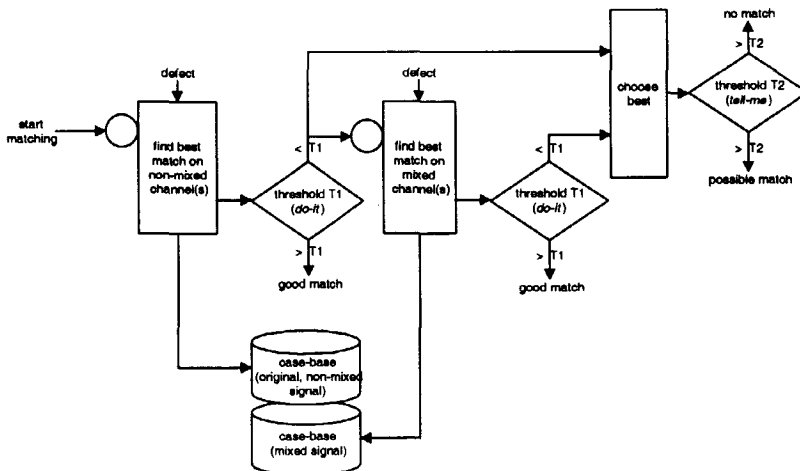 no match
> T2
defect
defect
choose
best
threshold T2
(tell-me)
start
matching
find best
match on
non-mixed
channel(s)
< T1
find best
match on
mixed
channel(s)
< T1
> T2
possible match
threshold T1
(do-it)
threshold T1
(do-it)
> T1
> T1
good match
good match
case-base
(original, non-mixed
signal)
case-base
(mixed signal)